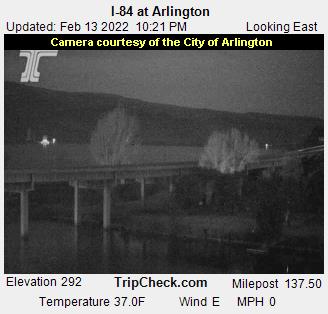 I-84 at Arlington
Updated: Feb 13 2022 10:21 PM Looking East
Camera courtesy of the City of Arlington
Elevation 292 TripCheck.com Milepost 137.50
Temperature 37.0F Wind E MPH 0